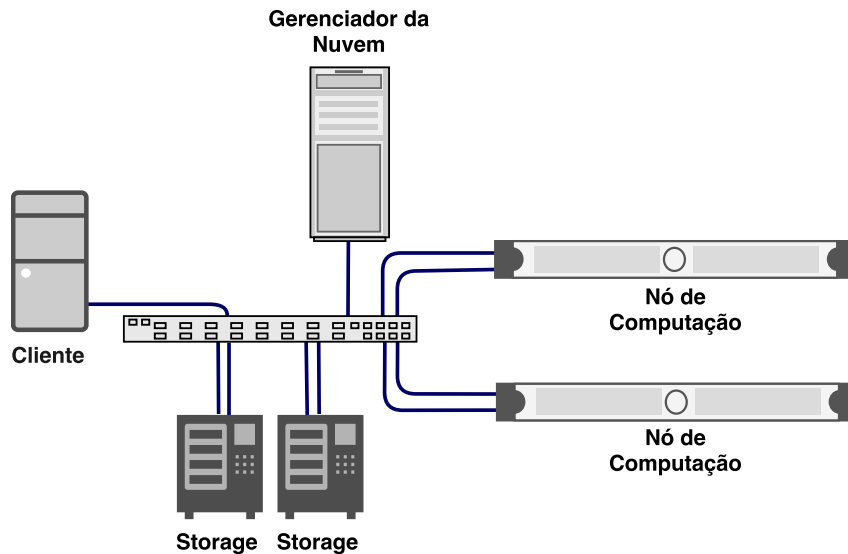 Gerenciador da
Nuvem
Cliente
Nó de
Computação
Nó de
Computação
Storage
Storage